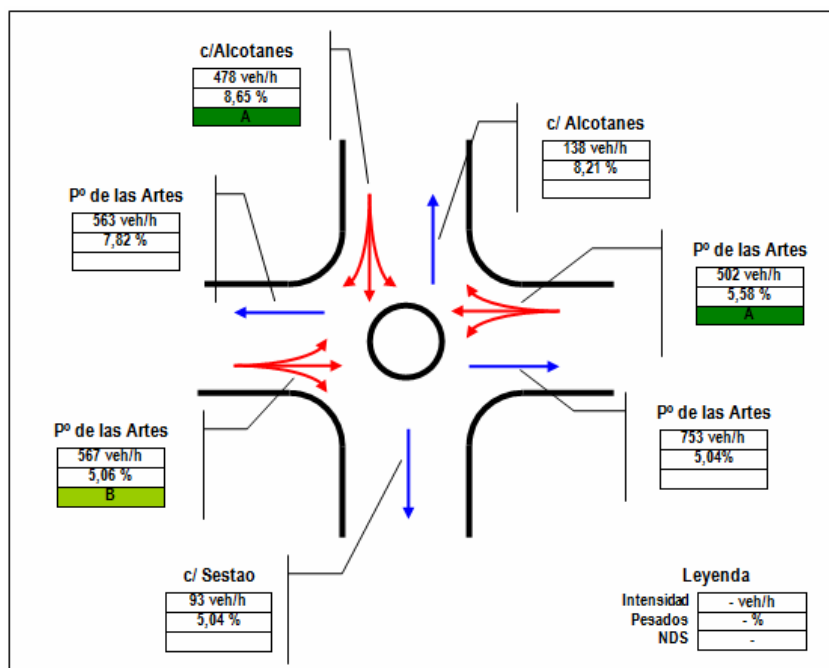 c/Alcotanes
478 veh/h
8,65 %
A
c/ Alcotanes
138 veh/h
8,21 %
Pº de las Artes
563 veh/h
7,82 %
Pº de las Artes
502 veh/h
5,58 %
A
Pº de las Artes
567 veh/h
5,06 %
B
Pº de las Artes
753 veh/h
5,04%
c/ Sestao
93 veh/h
5,04 %
Leyenda
Intensidad - veh/h
Pesados - %
NDS -